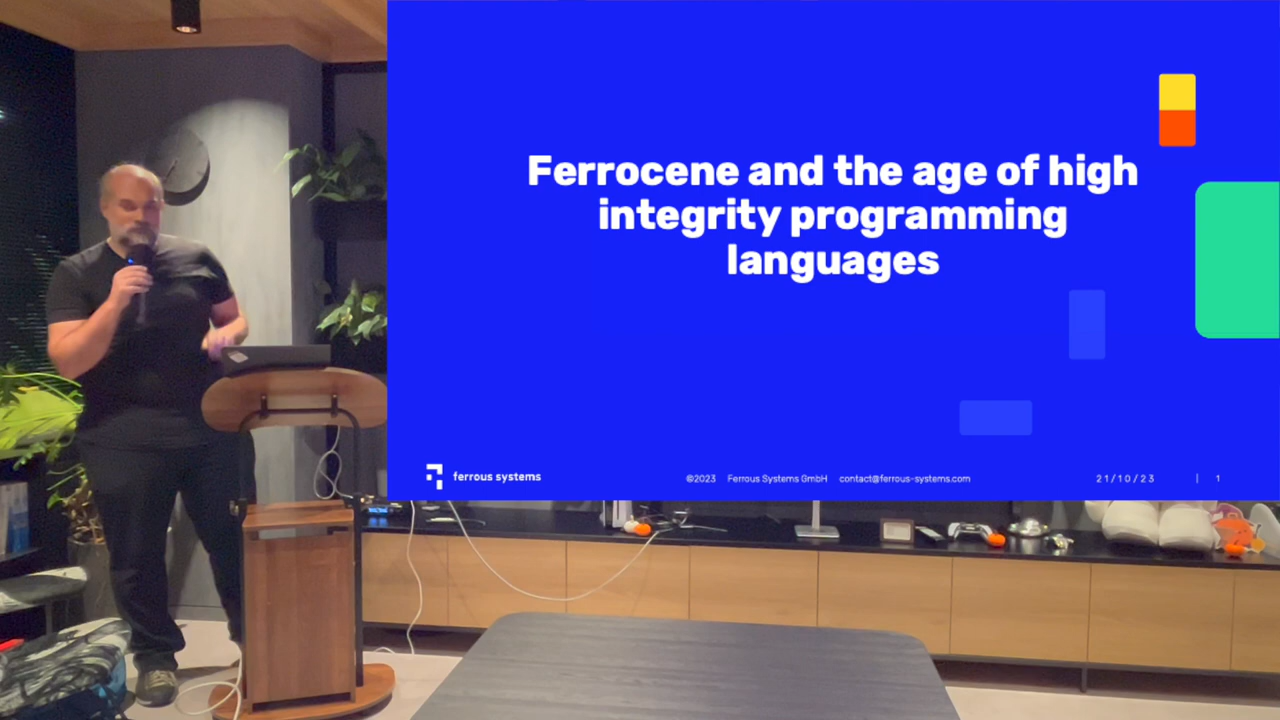 Ferrocene and the age of high
integrity programming
languages
ferrous systems
©2023 Ferrous Systems GmbH contact@ferrous-systems.com
21/10/23 | 1